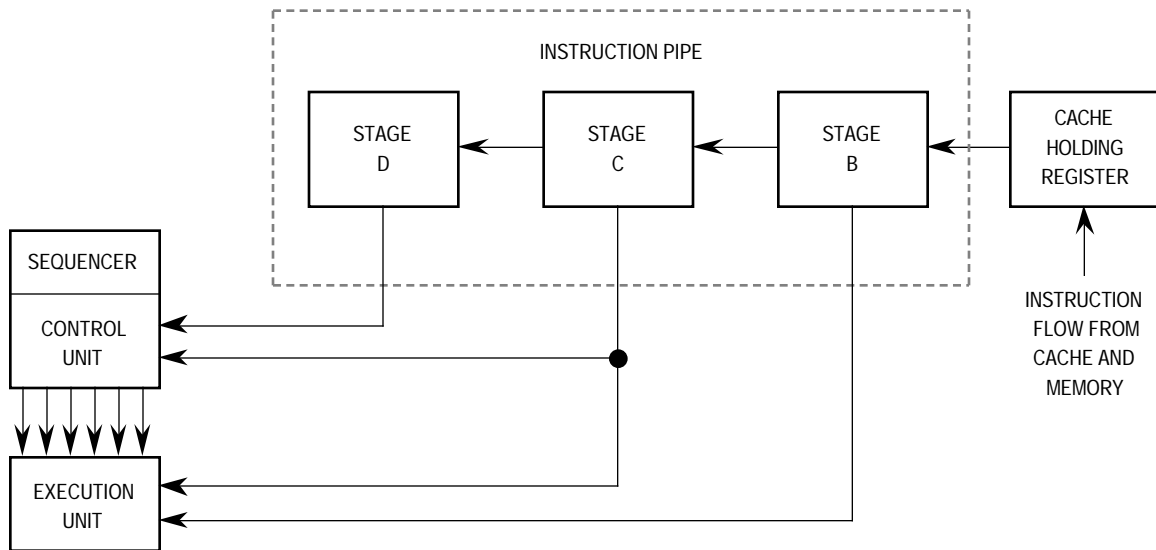 INSTRUCTION PIPE
STAGE
D
STAGE
C
STAGE
B
CACHE
HOLDING
REGISTER
SEQUENCER
CONTROL
UNIT
INSTRUCTION
FLOW FROM
CACHE AND
MEMORY
EXECUTION
UNIT